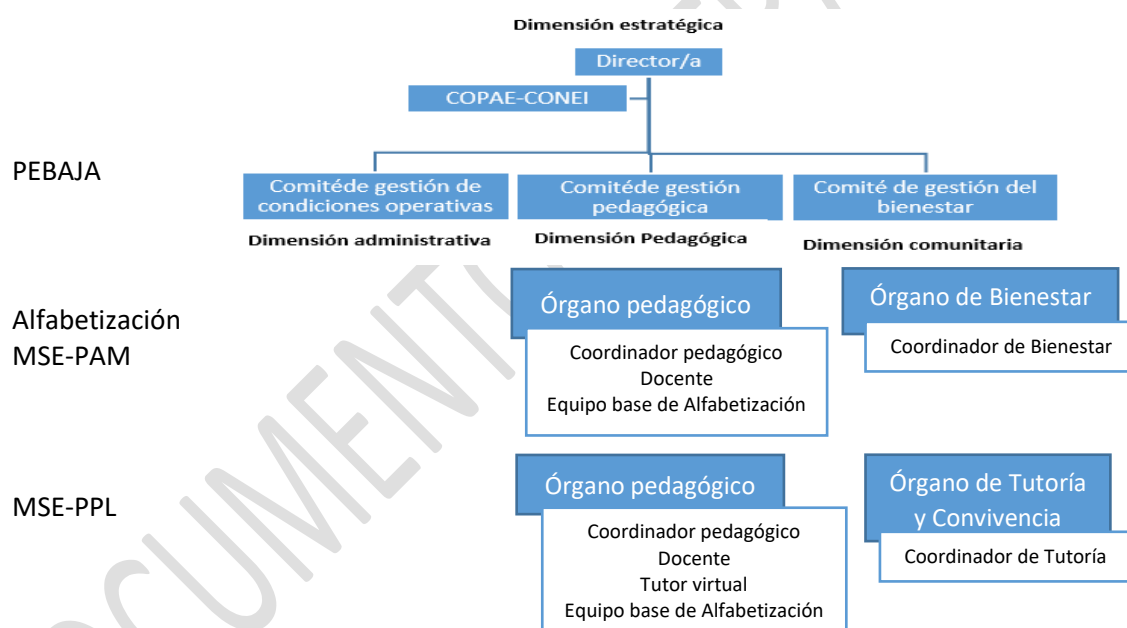 Dimensión estratégica
Director/a
COPAE-CONEI
PEBAJA
Comitéde gestión de
condiciones operativas
Comitéde gestión
pedagógica
Comité de gestión del
bienestar
Dimensión administrativa
Dimensión Pedagógica
Dimensión comunitaria
Alfabetización
MSE-PAM
Órgano pedagógico
Coordinador pedagógico
Docente
Equipo base de Alfabetización
Órgano de Bienestar
Coordinador de Bienestar
MSE-PPL
Órgano pedagógico
Coordinador pedagógico
Docente
Tutor virtual
Equipo base de Alfabetización
Órgano de Tutoría
y Convivencia
Coordinador de Tutoría